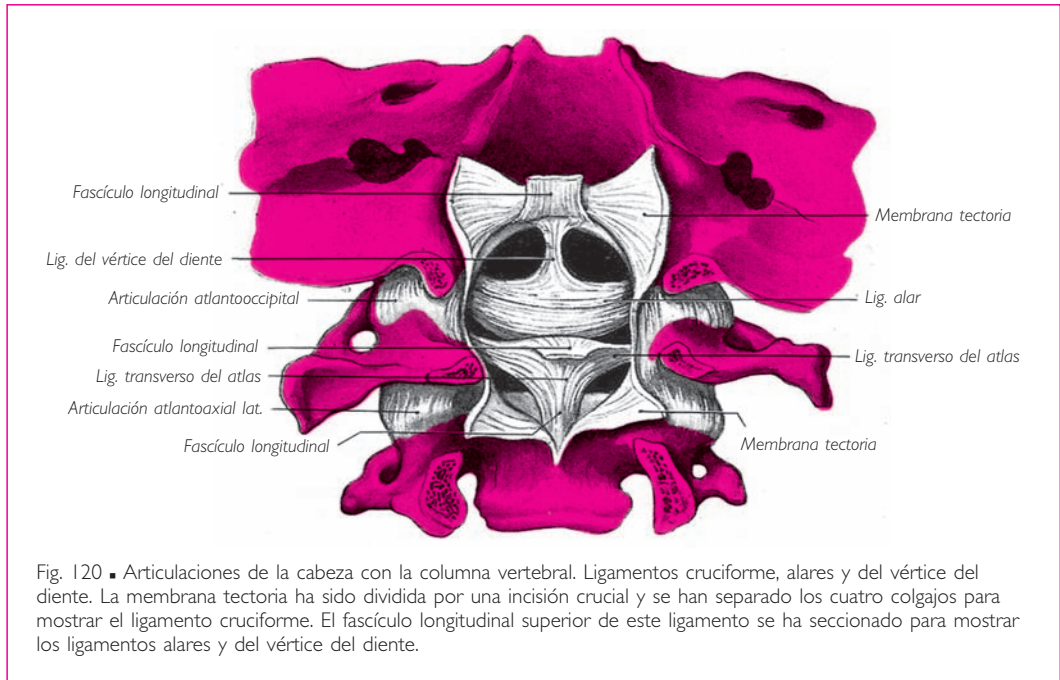 Fascículo longitudinal
Membrana tectoria
Lig. del vértice del diente
Articulación atlantooccipital
Lig. alar
Fascículo longitudinal
Lig. transverso del atlas
Lig. transverso del atlas
Articulación atlantoaxial lat.
Fascículo longitudinal
Membrana tectoria
Fig. 120 ■ Articulaciones de la cabeza con la columna vertebral. Ligamentos cruciforme, alares y del vértice del
diente. La membrana tectoria ha sido dividida por una incisión crucial y se han separado los cuatro colgajos para
mostrar el ligamento cruciforme. El fascículo longitudinal superior de este ligamento se ha seccionado para mostrar
los ligamentos alares y del vértice del diente.